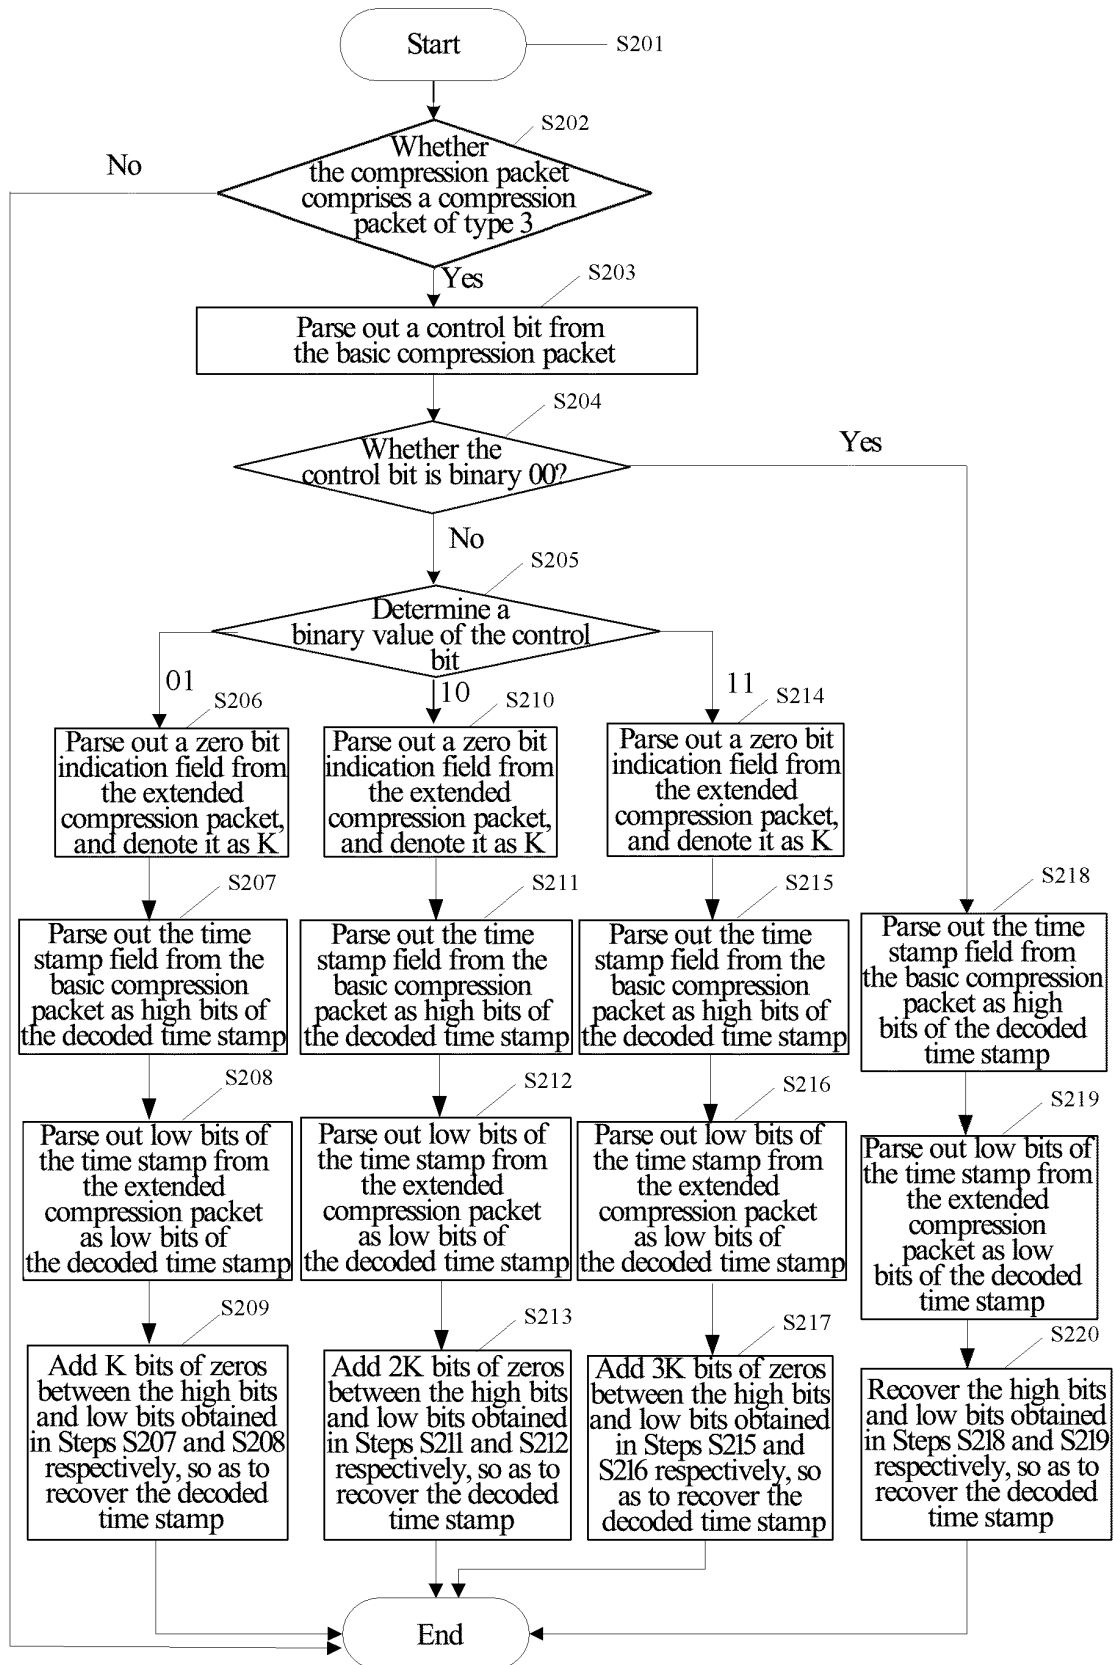 Start
S201
S202
Whether
the compression packet
comprises a compression
packet of type 3
No
Yes
S203
Parse out a control bit from
the basic compression packet
S204
Whether the
control bit is binary 00?
Yes
No
S205
Determine a
binary value of the control
bit
01
10
11
S206
Parse out a zero bit
indication field from
the extended
compression packet,
and denote it as K
S210
Parse out a zero bit
indication field from
the extended
compression packet,
and denote it as K
S214
Parse out a zero bit
indication field from
the extended
compression packet,
and denote it as K
S207
Parse out the time
stamp field from the
basic compression
packet as high bits of
the decoded time stamp
S211
Parse out the time
stamp field from the
basic compression
packet as high bits of
the decoded time stamp
S215
Parse out the time
stamp field from the
basic compression
packet as high bits of
the decoded time stamp
S218
Parse out the time
stamp field from
the basic compression
packet as high
bits of the decoded
time stamp
S208
Parse out low bits of
the time stamp from
the extended
compression packet
as low bits of
the decoded time stamp
S212
Parse out low bits of
the time stamp from
the extended
compression packet
as low bits of
the decoded time stamp
S216
Parse out low bits of
the time stamp from
the extended
compression packet
as low bits of
the decoded time stamp
S219
Parse out low bits of
the time stamp from
the extended
compression
packet as low
bits of the decoded
time stamp
S209
Add K bits of zeros
between the high bits
and low bits obtained
in Steps S207 and S208
respectively, so as to
recover the decoded
time stamp
S213
Add 2K bits of zeros
between the high bits
and low bits obtained
in Steps S211 and S212
respectively, so as to
recover the decoded
time stamp
S217
Add 3K bits of zeros
between the high bits
and low bits obtained
in Steps S215 and
S216 respectively, so
as to recover the
decoded time stamp
S220
Recover the high bits
and low bits obtained
in Steps S218 and S219
respectively, so as to
recover the decoded
time stamp
End